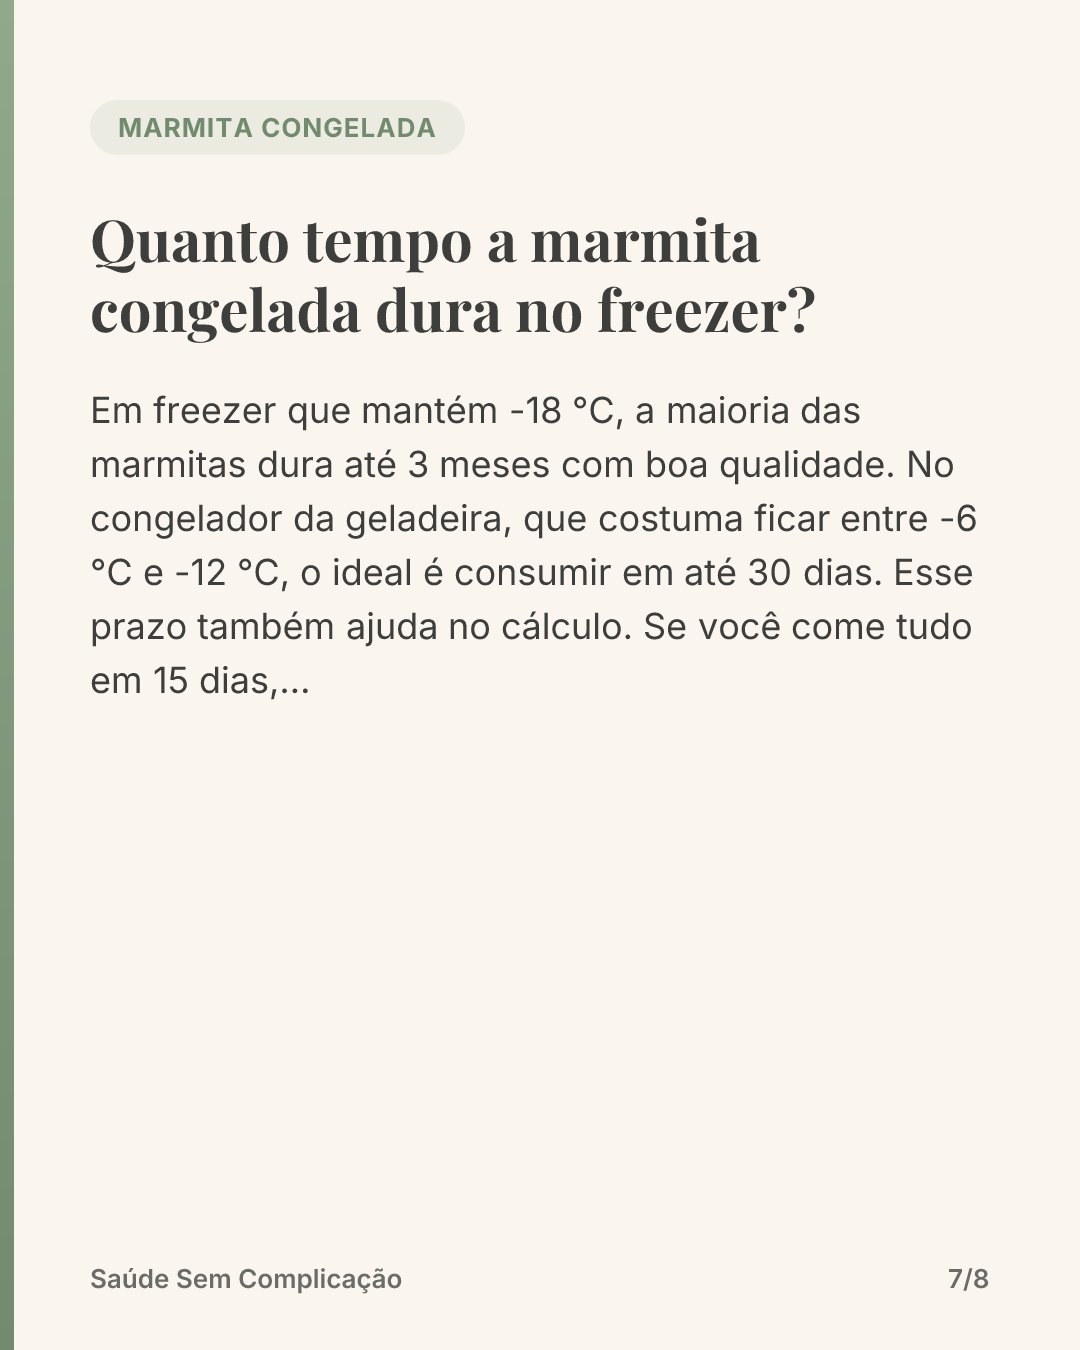 MARMITA CONGELADA
Quanto tempo a marmita
congelada dura no freezer?
Em freezer que mantém -18 °C, a maioria das
marmitas dura até 3 meses com boa qualidade. No
congelador da geladeira, que costuma ficar entre -6
°C e -12 °C, o ideal é consumir em até 30 dias. Esse
prazo também ajuda no cálculo. Se você come tudo
em 15 dias,...
Saúde Sem Complicação
7/8